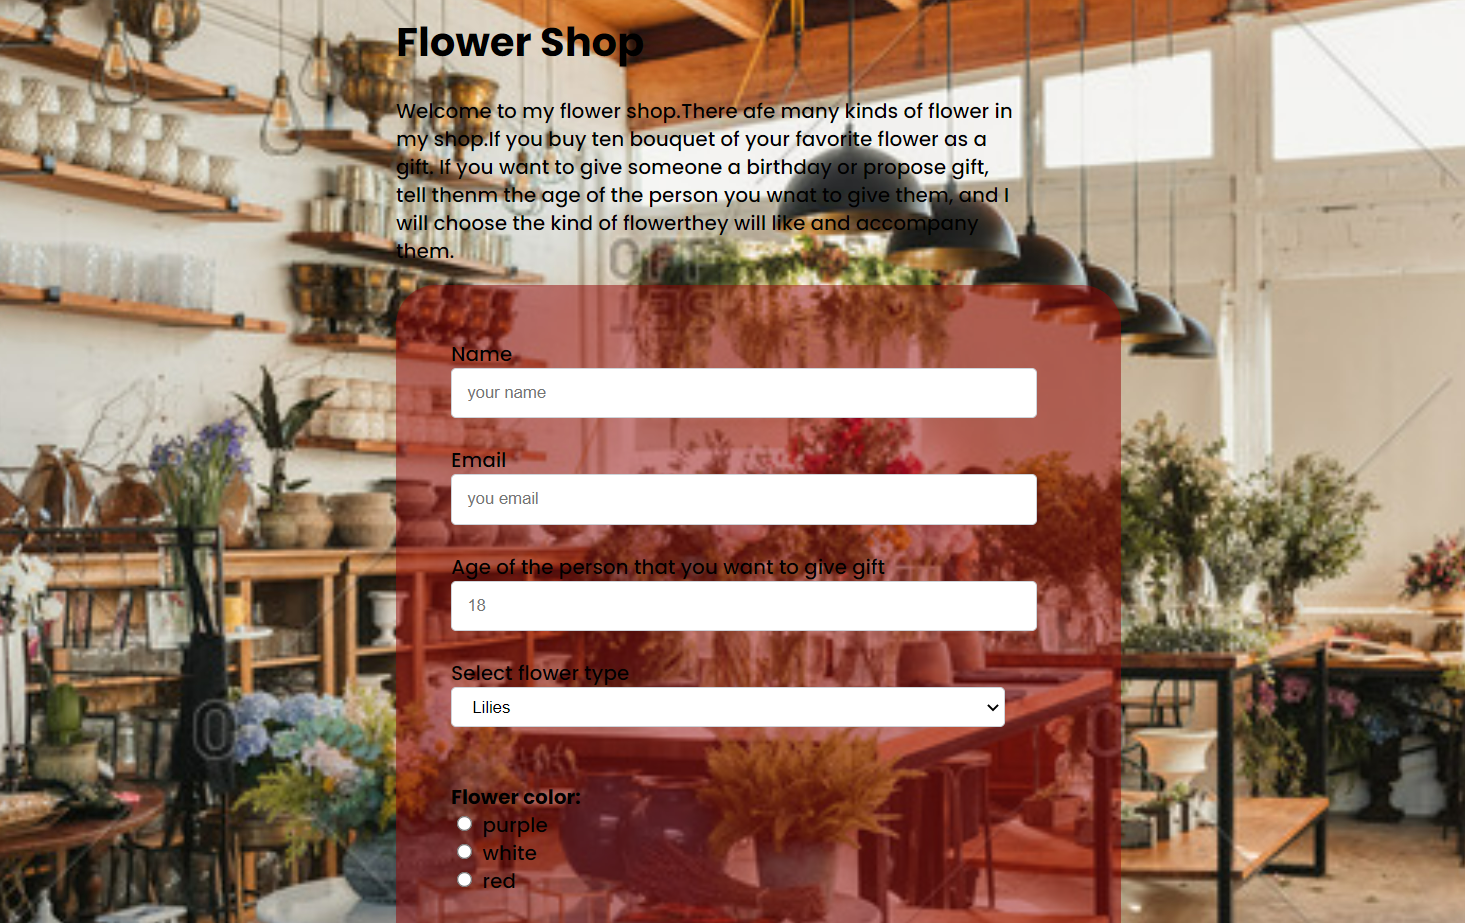 Flower Shop
Welcome to my flower shop.There afe many kinds of flower in
my shop.If you buy ten bouquet of your favorite flower as a
gift. If you want to give someone a birthday or propose gift,
tell thenm the age of the person you wnat to give them, and I
will choose the kind of flowerthey will like and accompany
them.
Name
your name
Email
you email
Age of the person that you want to give gift
18
Select flower type
Lilies
Flower color:
purple
white
red